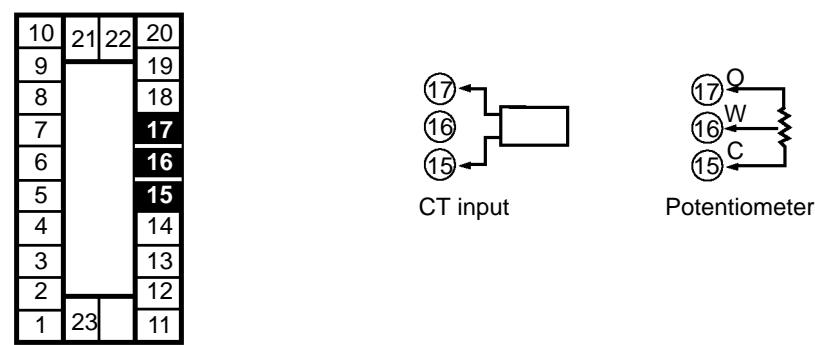 10 21 22 20
9 19
8 18
7 17
6 16
5 15
4 14
3 13
2 12
1 23 11
17
16
15
CT input
17 O
16 W
15 C
Potentiometer